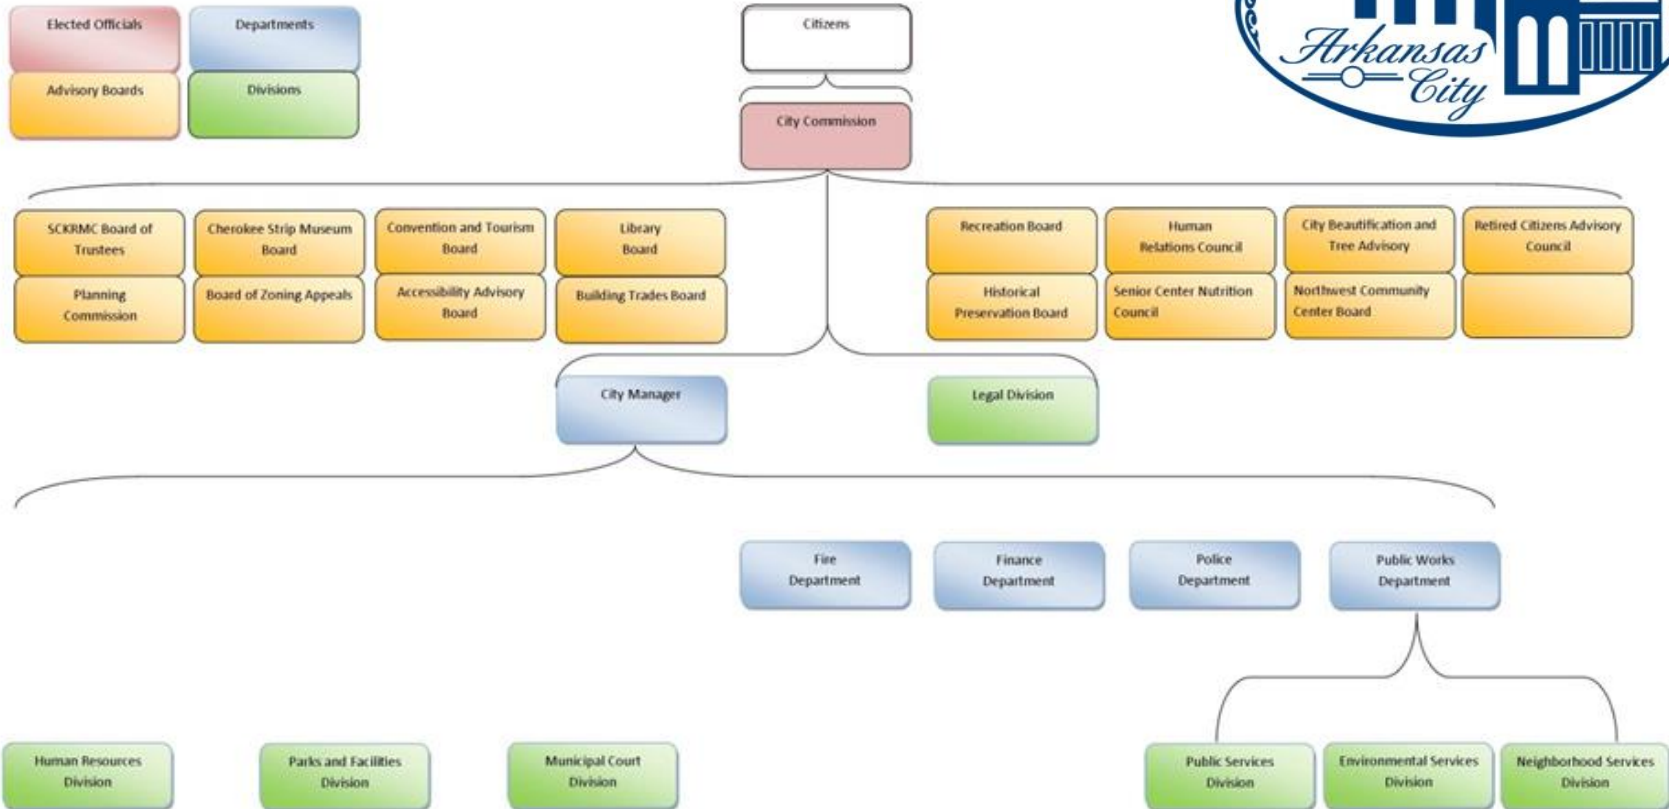 Elected Officials
Departments
Advisory Boards
Divisions
Citizens
City Commission
Arkansas
City
SCKRMC Board of
Trustees
Cherokee Strip Museum
Board
Convention and Tourism
Board
Library
Board
Recreation Board
Human
Relations Council
City Beautification and
Tree Advisory
Retired Citizens Advisory
Council
Planning
Commission
Board of Zoning Appeals
Accessibility Advisory
Board
Building Trades Board
Historical
Preservation Board
Senior Center Nutrition
Council
Northwest Community
Center Board
City Manager
Legal Division
Fire
Department
Finance
Department
Police
Department
Public Works
Department
Human Resources
Division
Parks and Facilities
Division
Municipal Court
Division
Public Services
Division
Environmental Services
Division
Neighborhood Services
Division